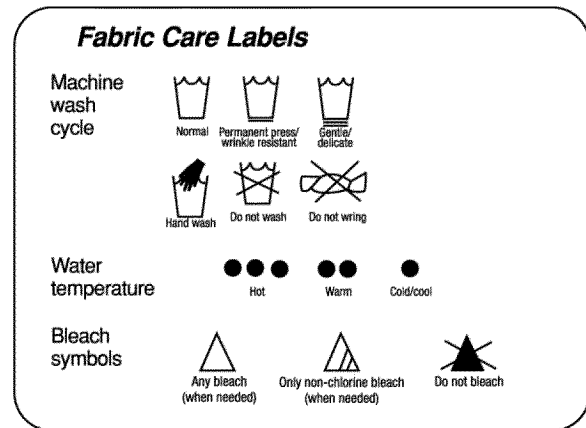 Fabric Care Labels
Machine
wash
cycle
Normal
Permanent press/
wrinkle resistant
Gentle/
delicate
Hand wash
Do not wash
Do not wring
Water
temperature
Hot
Warm
Cold/cool
Bleach
symbols
Any bleach
(when needed)
Only non-chlorine bleach
(when needed)
Do not bleach